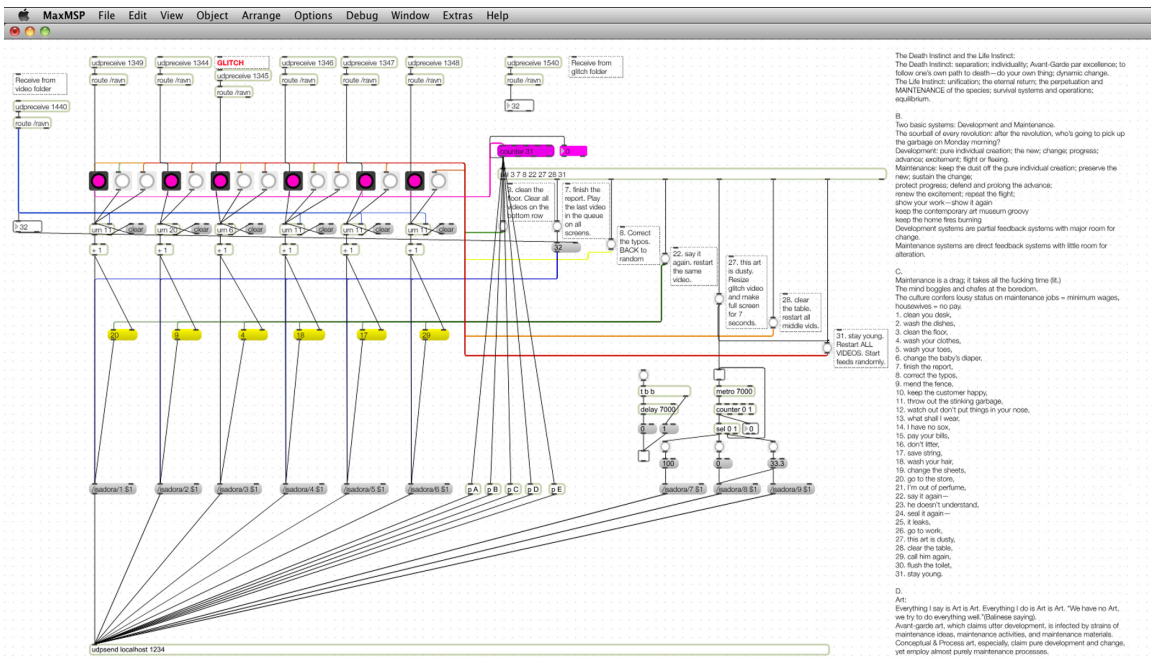 MaxMSP File Edit View Object Arrange Options Debug Window Extras Help
udpreceive 1349
udpreceive 1344
GLITCH
udpreceive 1345
udpreceive 1346
udpreceive 1347
udpreceive 1348
udpreceive 1540
Receive from
glitch folder
Receive from
video folder
udpreceive 1440
route /ravn
route /ravn
route /ravn
route /ravn
route /ravn
route /ravn
route /ravn
route /ravn
32
counter 31
0
3 7 8 22 27 28 31
3. clean the
floor. Clear all
videos on the
bottom row
7. finish the
report. Play
the last video
in the queue
on all
screens.
8. Correct
the typos.
BACK to
random
22. say it
again. restart
the same
video.
27. this art
is dusty.
Resize
glitch video
and make
full screen
for 7
seconds.
28. clear
the table.
restart all
middle vids.
31. stay young.
Restart ALL
VIDEOS. Start
feeds randomly.
32
urn 11 clear
urn 20 clear
urn 6 clear
urn 11 clear
urn 11 clear
urn 11 clear
32
+ 1
+ 1
+ 1
+ 1
+ 1
+ 1
20
9
4
18
17
29
t b b
delay 7000
0
1
metro 7000
counter 0 1
sel 0 1
0
100
0
33.3
/isadora/1 $1
/isadora/2 $1
/isadora/3 $1
/isadora/4 $1
/isadora/5 $1
/isadora/6 $1
p A
p B
p C
p D
p E
/isadora/7 $1
/isadora/8 $1
/isadora/9 $1
udpsend localhost 1234
The Death Instinct and the Life Instinct:
The Death Instinct: separation; individuality; Avant-Garde par excellence; to
follow one's own path to death—do your own thing; dynamic change.
The Life Instinct: unification; the eternal return; the perpetuation and
MAINTENANCE of the species; survival systems and operations;
equilibrium.
B.
Two basic systems: Development and Maintenance.
The sourball of every revolution: after the revolution, who's going to pick up
the garbage on Monday morning?
Development: pure individual creation; the new; change; progress;
advance; excitement; flight or fleeing.
Maintenance: keep the dust off the pure individual creation; preserve the
new; sustain the change;
protect progress; defend and prolong the advance;
renew the excitement; repeat the flight;
show your work—show it again
keep the contemporary art museum groovy
keep the home fires burning
Development systems are partial feedback systems with major room for
change.
Maintenance systems are direct feedback systems with little room for
alteration.
C.
Maintenance is a drag; it takes all the fucking time (lit.)
The mind boggles and chafes at the boredom.
The culture confers lousy status on maintenance jobs = minimum wages,
housewives = no pay.
1. clean you desk,
2. wash the dishes,
3. clean the floor,
4. wash your clothes,
5. wash your toes,
6. change the baby's diaper,
7. finish the report,
8. correct the typos,
9. mend the fence,
10. keep the customer happy,
11. throw out the stinking garbage,
12. watch out don't put things in your nose,
13. what shall I wear,
14. I have no sox,
15. pay your bills,
16. don't litter,
17. save string,
18. wash your hair,
19. change the sheets,
20. go to the store,
21. I'm out of perfume,
22. say it again—
23. he doesn't understand,
24. seal it again—
25. it leaks,
26. go to work,
27. this art is dusty,
28. clear the table,
29. call him again,
30. flush the toilet,
31. stay young.
D.
Art:
Everything I say is Art is Art. Everything I do is Art is Art. "We have no Art,
we try to do everything well."(Balinese saying).
Avant-garde art, which claims utter development, is infected by strains of
maintenance ideas, maintenance activities, and maintenance materials.
Conceptual & Process art, especially, claim pure development and change,
yet employ almost purely maintenance processes.